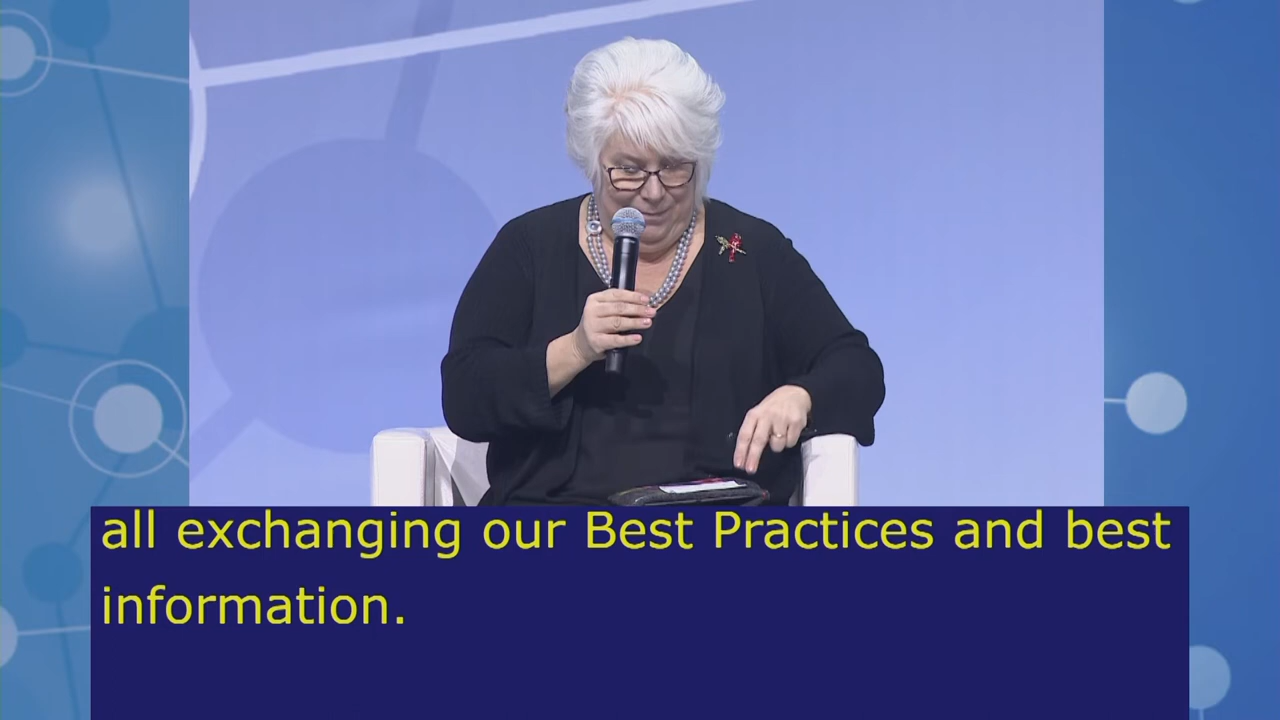 all exchanging our Best Practices and best
information.